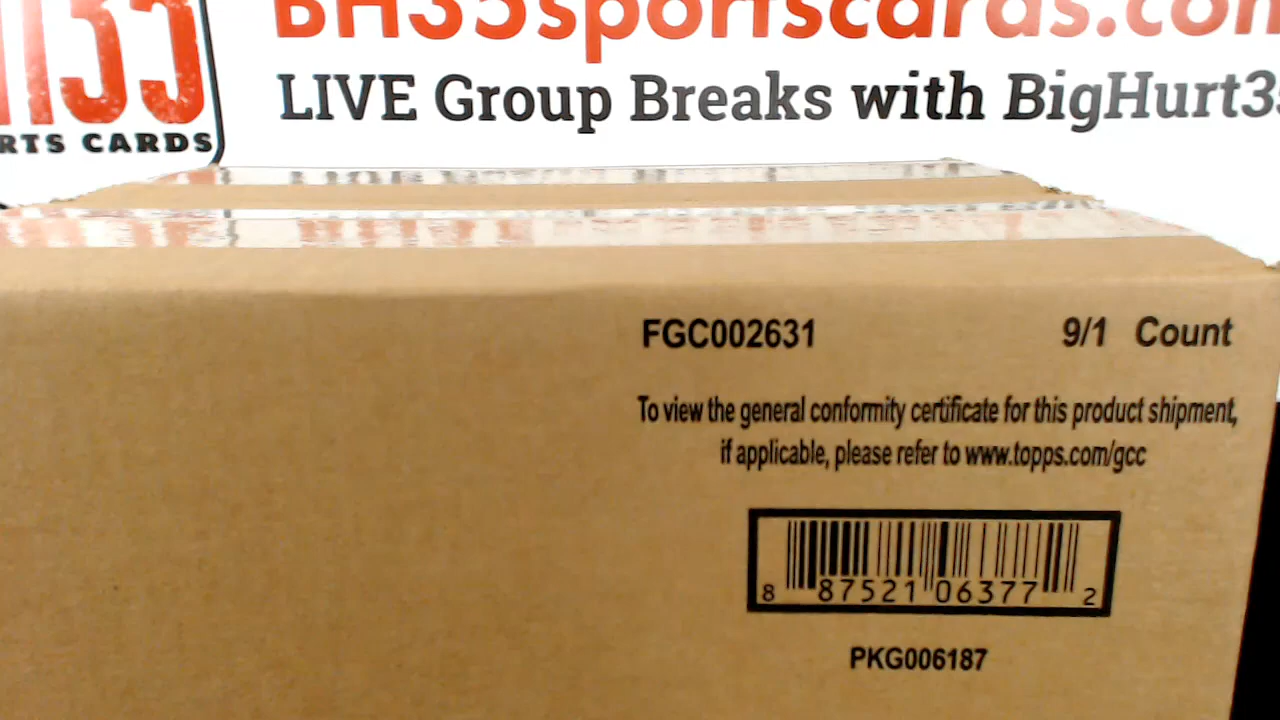 BH35sportscards.com
LIVE Group Breaks with BigHurt35
RTS CARDS
FGC002631 9/1 Count
To view the general conformity certificate for this product shipment,
if applicable, please refer to www.topps.com/gcc
8 87521 06377 2
PKG006187